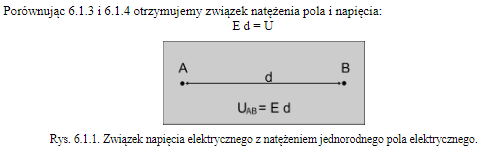 Porównując 6.1.3 i 6.1.4 otrzymujemy związek natężenia pola i napięcia:
E d = U
A B
d
U_AB = E d
Rys. 6.1.1. Związek napięcia elektrycznego z natężeniem jednorodnego pola elektrycznego.